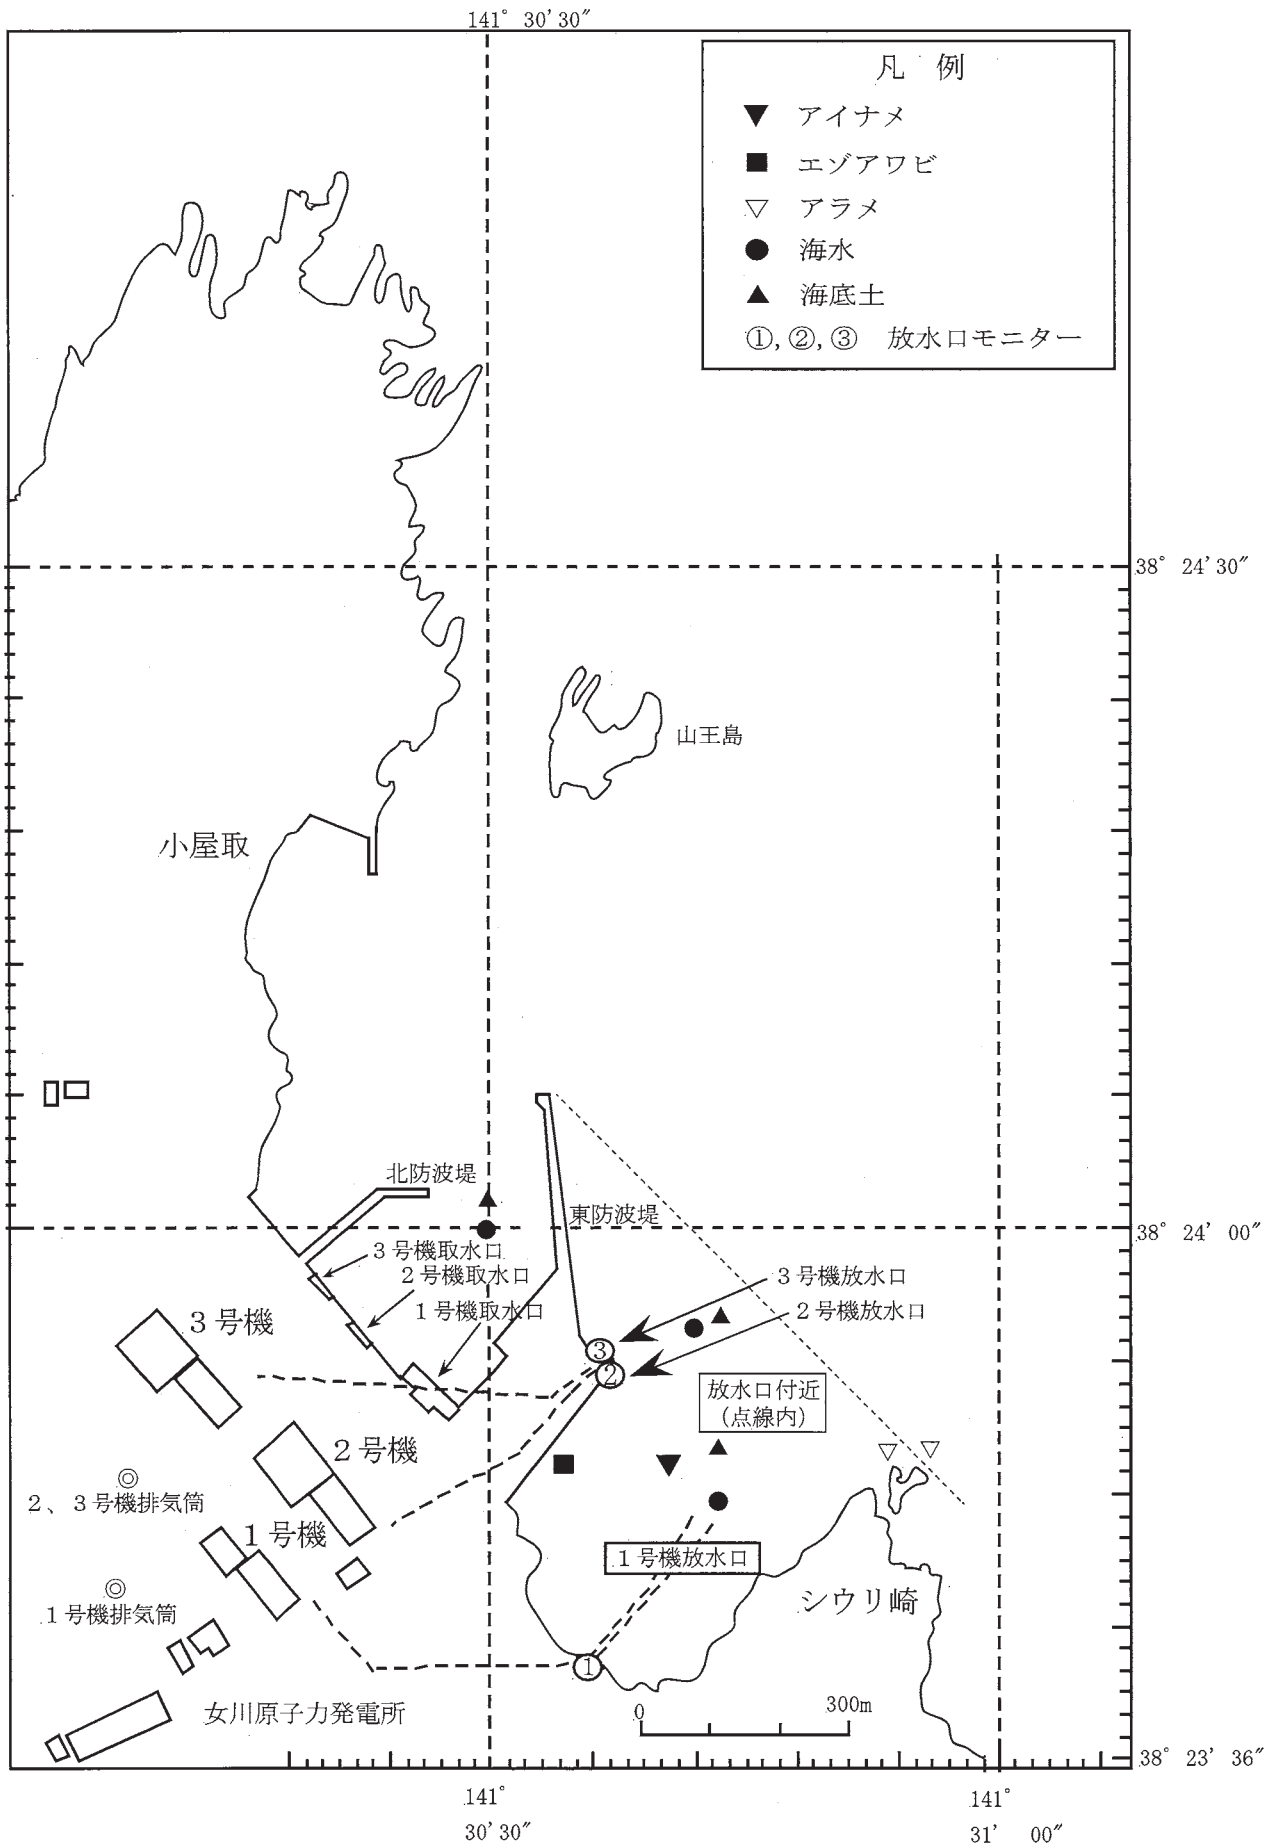 141° 30'30"
凡 例
アイナメ
エゾアワビ
アラメ
海水
海底土
①,②,③ 放水口モニター
38° 24'30"
山王島
小屋取
北防波堤
東防波堤
38° 24' 00"
3号機取水口
2号機取水口
1号機取水口
3号機放水口
2号機放水口
3号機
③
②
放水口付近
(点線内)
2号機
2、3号機排気筒
1号機
1号機放水口
シウリ崎
1号機排気筒
①
女川原子力発電所
0 300m
38° 23' 36"
141°
30'30"
141°
31' 00"